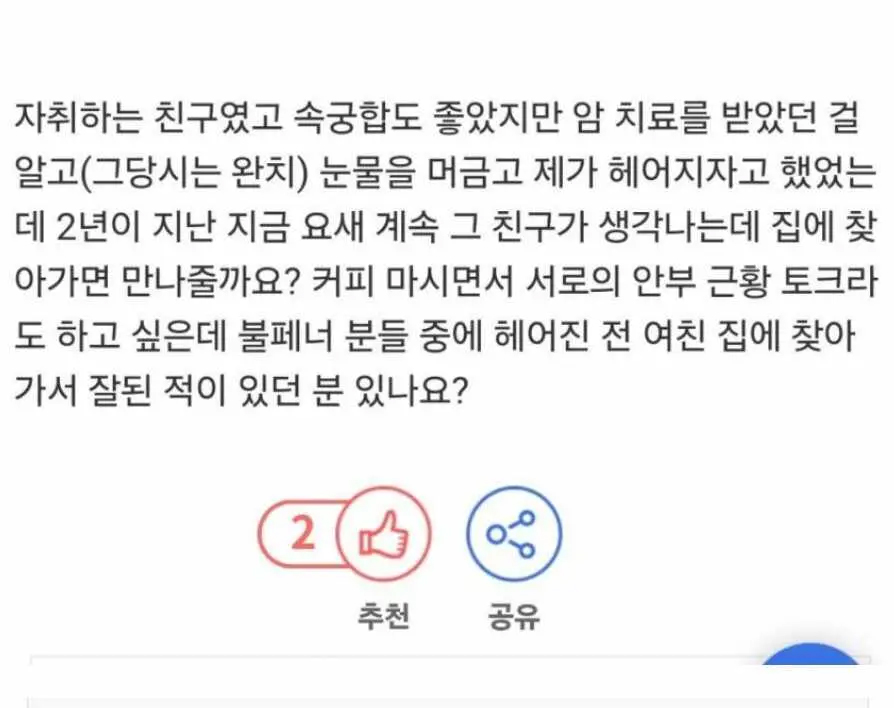 자취하는 친구였고 속궁합도 좋았지만 암 치료를 받았던 걸
알고(그당시는 완치) 눈물을 머금고 제가 헤어지자고 했었는
데 2년이 지난 지금 요새 계속 그 친구가 생각나는데 집에 찾
아가면 만나줄까요? 커피 마시면서 서로의 안부 근황 토크라
도 하고 싶은데 불페너 분들 중에 헤어진 전 여친 집에 찾아
가서 잘된 적이 있던 분 있나요?
2
추천
공유